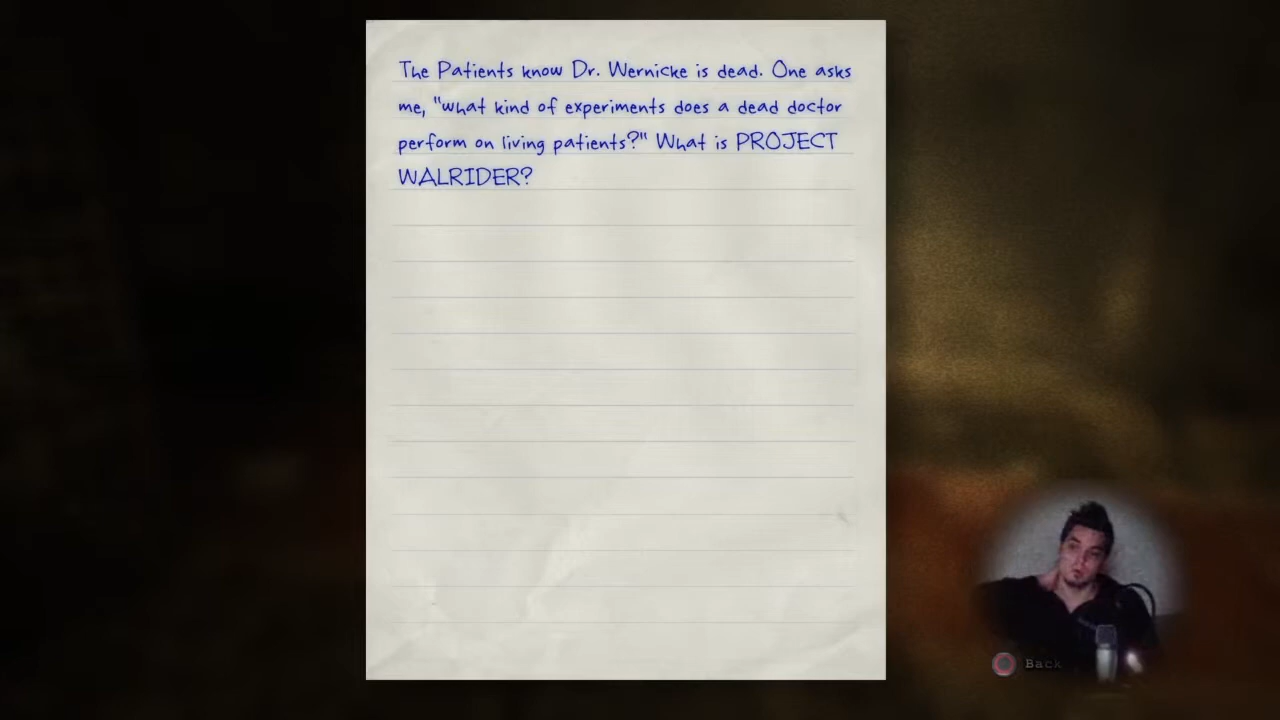 The Patients know Dr. Wernicke is dead. One asks
me, "what kind of experiments does a dead doctor
perform on living patients?" What is PROJECT
WALRIDER?
Back